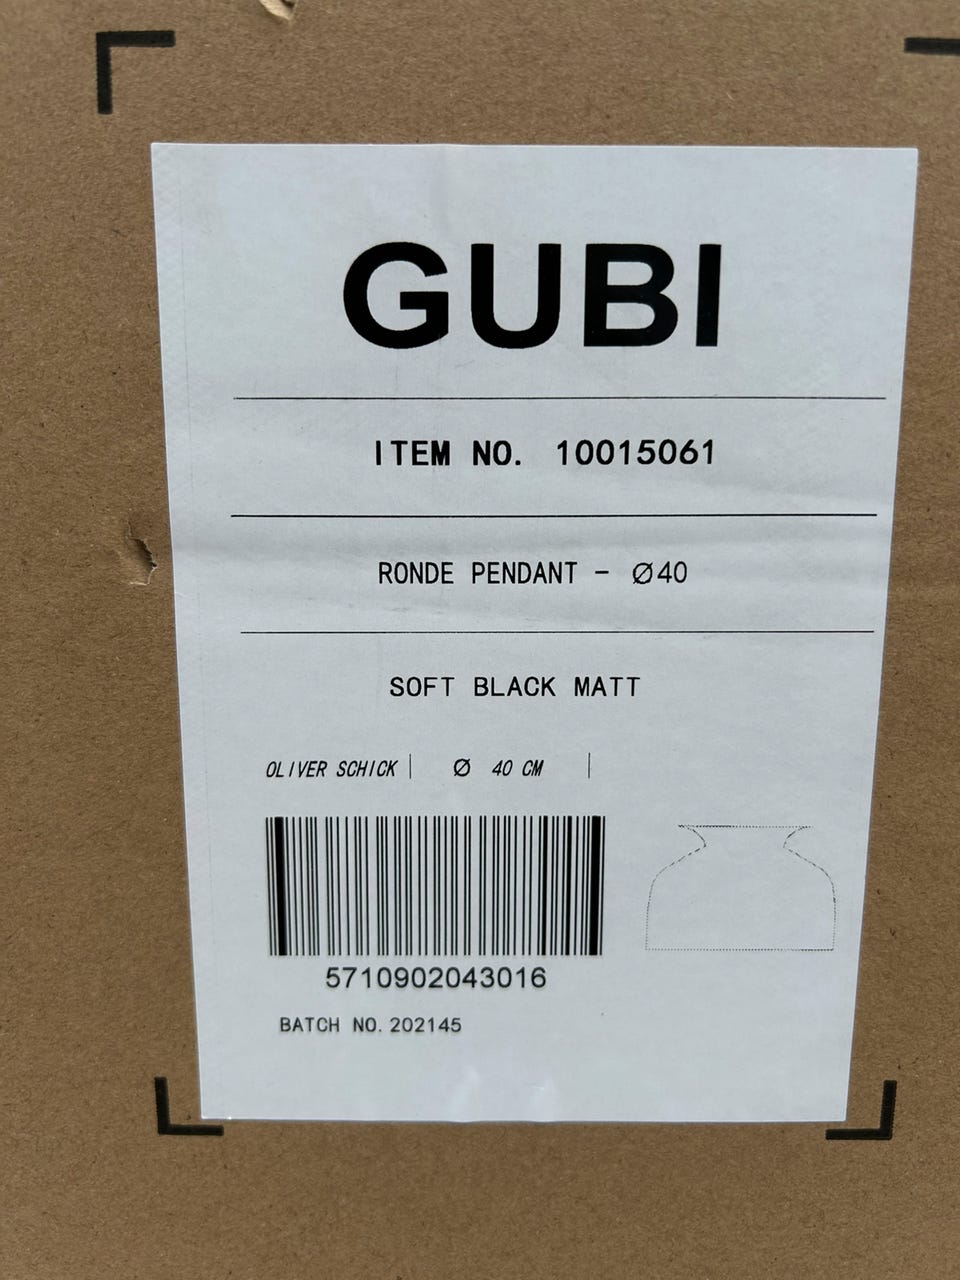 GUBI
ITEM NO. 10015061
RONDE PENDANT - Ø40
SOFT BLACK MATT
OLIVER SCHICK | Ø 40 CM |
5710902043016
BATCH NO. 202145